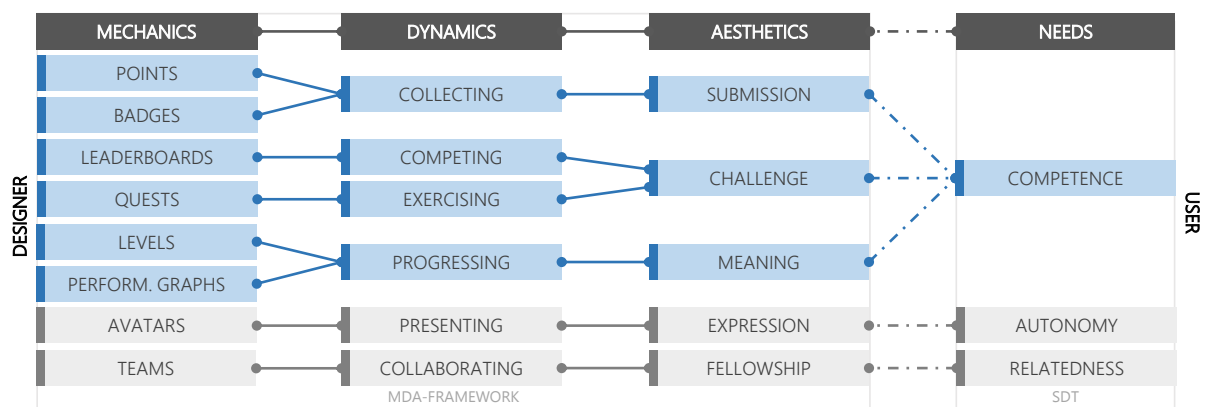 MECHANICS DYNAMICS AESTHETICS NEEDS
POINTS
COLLECTING SUBMISSION
BADGES
LEADERBOARDS COMPETING
CHALLENGE COMPETENCE
QUESTS EXERCISING
LEVELS
PROGRESSING MEANING
PERFORM. GRAPHS
AVATARS PRESENTING EXPRESSION AUTONOMY
TEAMS COLLABORATING FELLOWSHIP RELATEDNESS
MDA-FRAMEWORK SDT
DESIGNER
USER